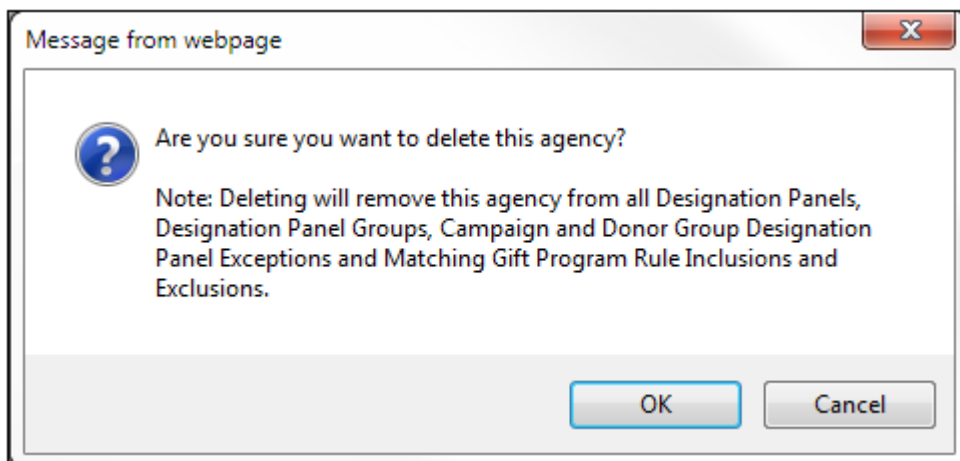 Message from webpage
Are you sure you want to delete this agency?
Note: Deleting will remove this agency from all Designation Panels,
Designation Panel Groups, Campaign and Donor Group Designation
Panel Exceptions and Matching Gift Program Rule Inclusions and
Exclusions.
OK
Cancel